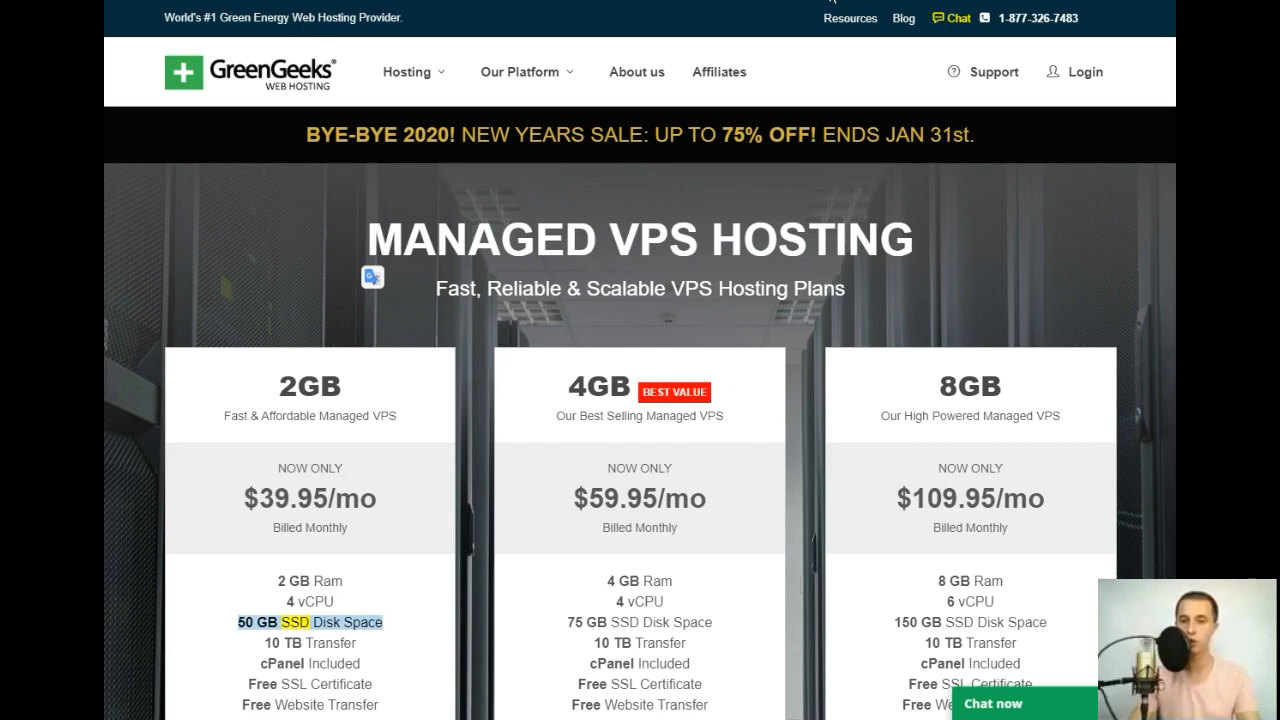 World's #1 Green Energy Web Hosting Provider.
Resources Blog Chat 1-877-326-7483
GreenGeeks®
WEB HOSTING
Hosting Our Platform About us Affiliates Support Login
BYE-BYE 2020! NEW YEARS SALE: UP TO 75% OFF! ENDS JAN 31st.
MANAGED VPS HOSTING
Fast, Reliable & Scalable VPS Hosting Plans
2GB
Fast & Affordable Managed VPS
NOW ONLY
$39.95/mo
Billed Monthly
2 GB Ram
4 vCPU
50 GB SSD Disk Space
10 TB Transfer
cPanel Included
Free SSL Certificate
Free Website Transfer
4GB BEST VALUE
Our Best Selling Managed VPS
NOW ONLY
$59.95/mo
Billed Monthly
4 GB Ram
4 vCPU
75 GB SSD Disk Space
10 TB Transfer
cPanel Included
Free SSL Certificate
Free Website Transfer
8GB
Our High Powered Managed VPS
NOW ONLY
$109.95/mo
Billed Monthly
8 GB Ram
6 vCPU
150 GB SSD Disk Space
10 TB Transfer
cPanel Included
Free SSL Certificate
Free
Chat now